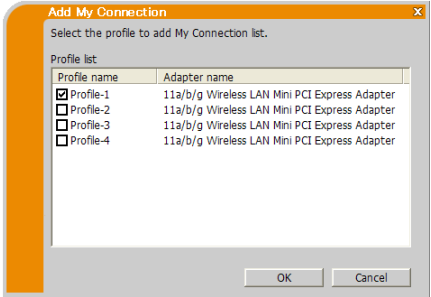 Add My Connection
Select the profile to add My Connection list.
Profile list
Profile name Adapter name
Profile-1 11a/b/g Wireless LAN Mini PCI Express Adapter
Profile-2 11a/b/g Wireless LAN Mini PCI Express Adapter
Profile-3 11a/b/g Wireless LAN Mini PCI Express Adapter
Profile-4 11a/b/g Wireless LAN Mini PCI Express Adapter
OK Cancel